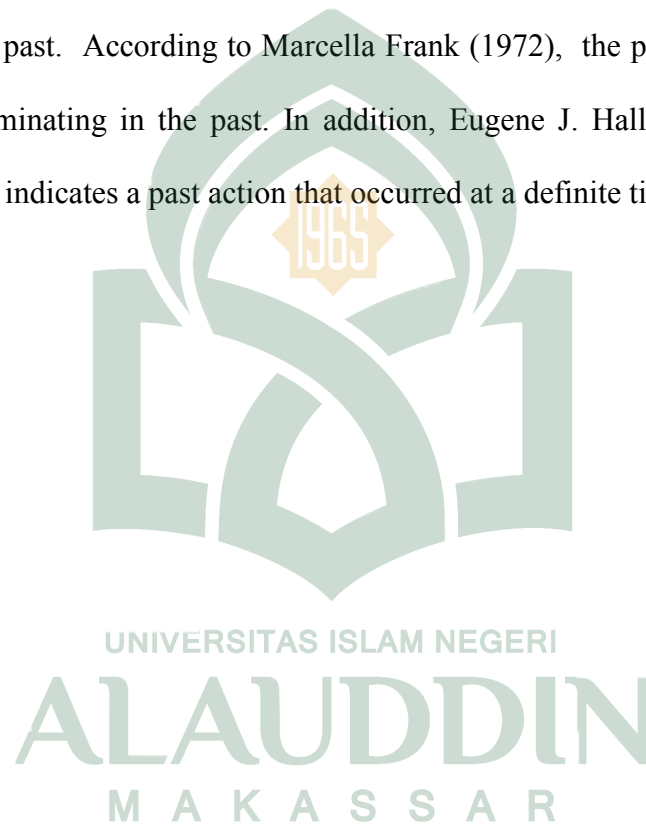 past. According to Marcella Frank (1972), the p
minating in the past. In addition, Eugene J. Hall
indicates a past action that occurred at a definite ti
1965
UNIVERSITAS ISLAM NEGERI
ALAUDDIN
MAKASSAR